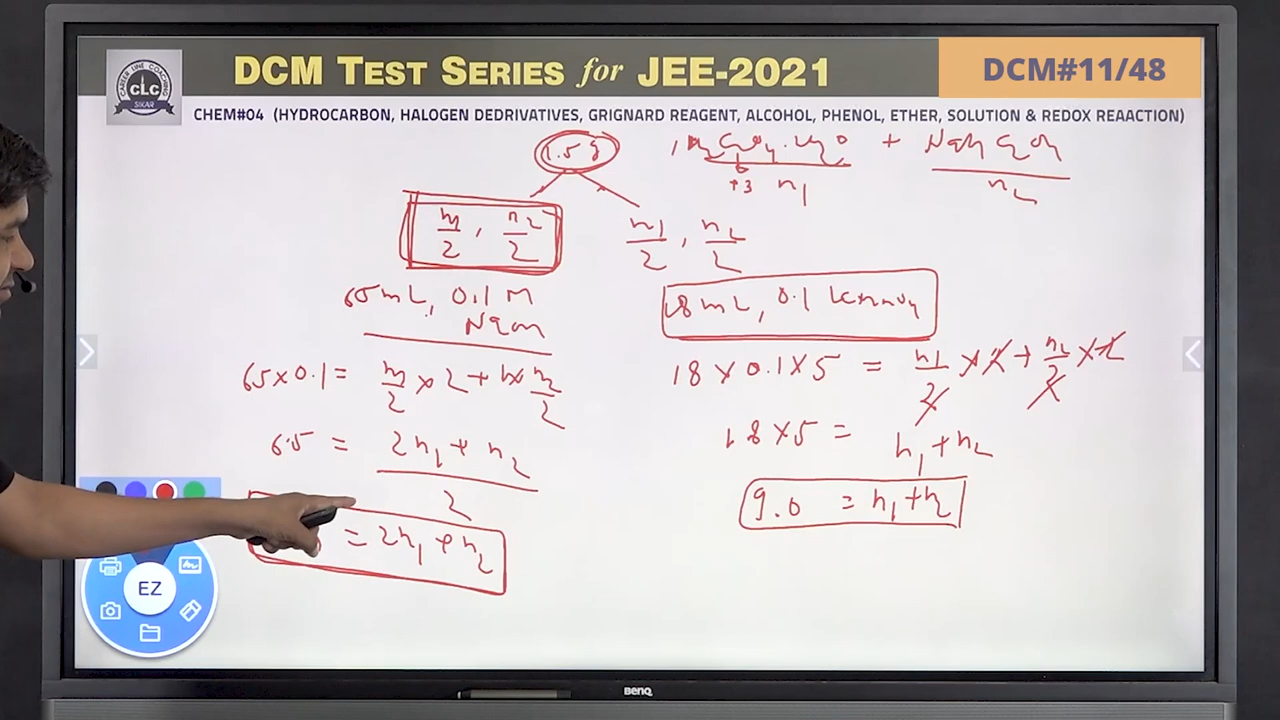 DCM TEST SERIES for JEE-2021
DCM#11/48
CAREER LINE COACHING
CLC
SIKAR
CHEM#04 (HYDROCARBON, HALOGEN DEDRIVATIVES, GRIGNARD REAGENT, ALCOHOL, PHENOL, ETHER, SOLUTION & REDOX REAACTION)
1.5 g
+
+3 n₁
n₂
n₁/2, n₂/2
n₁/2, n₂/2
65 mL, 0.1 M
NaOH
18 mL, 0.1 KMnO₄
65×0.1 = n₁/2 × 2 + 1× n₂/2
18 × 0.1 × 5 = n₁/2 × 2 + n₂/2 × 2
6.5 = 2n₁ + n₂ / 2
1.8 × 5 = n₁ + n₂
= 2n₁ + n₂
9.0 = n₁ + n₂
EZ
BenQ